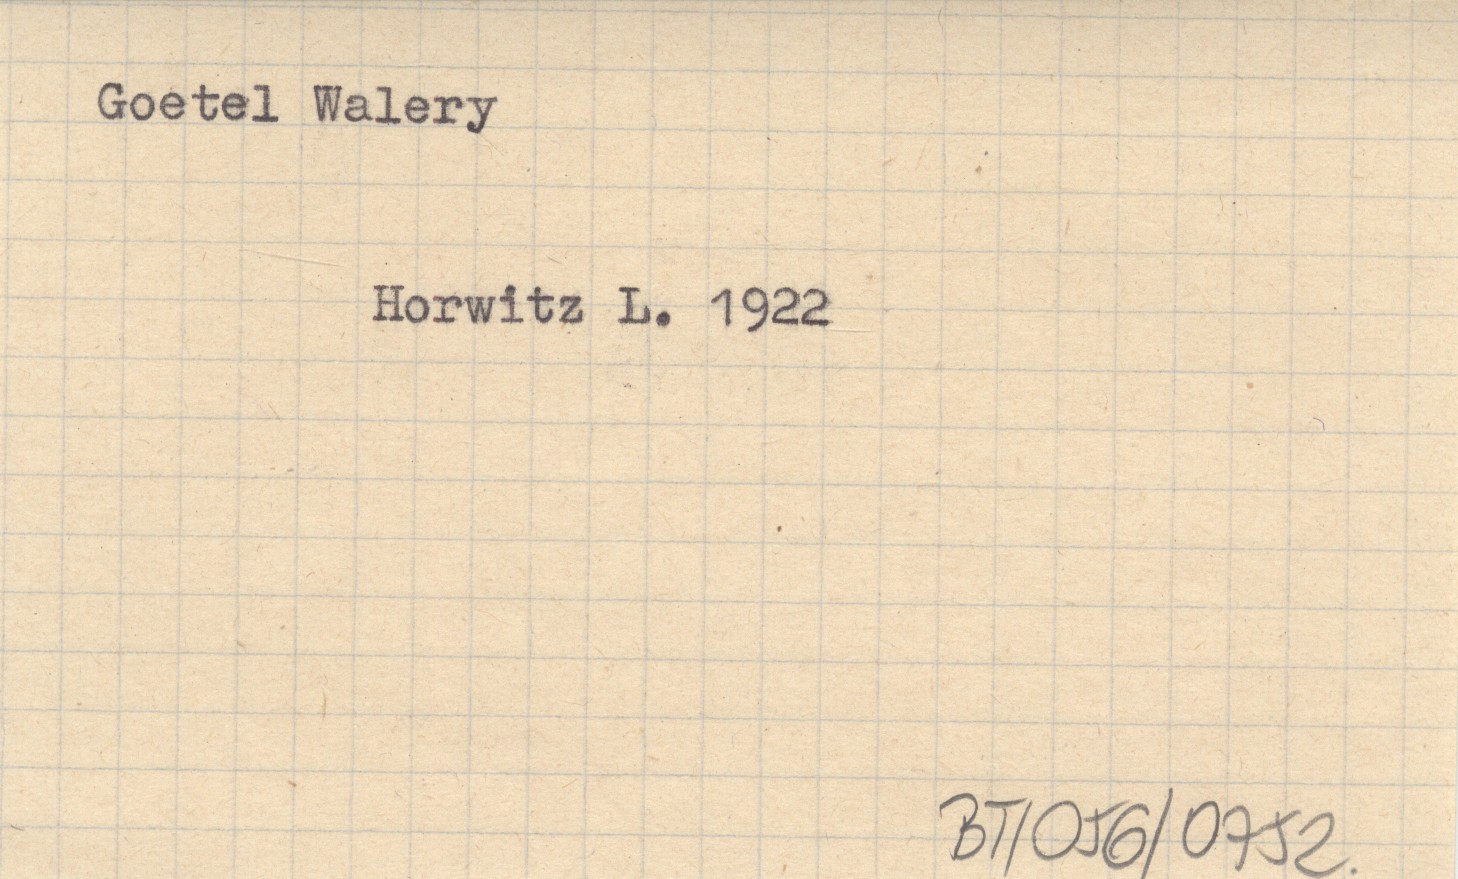 Goetel Walery
Horwitz L. 1922
BT/056/0752.